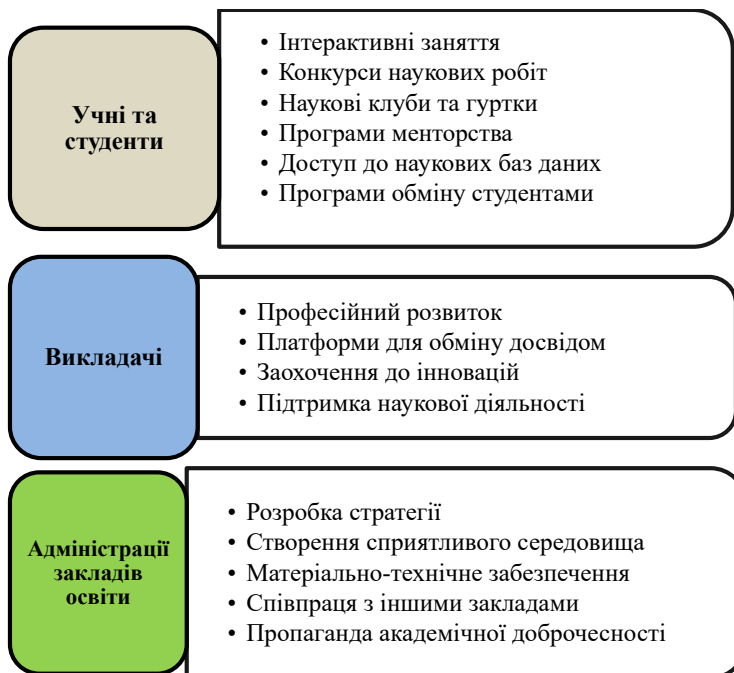 Учні та
студенти
• Інтерактивні заняття
• Конкурси наукових робіт
• Наукові клуби та гуртки
• Програми менторства
• Доступ до наукових баз даних
• Програми обміну студентами
Викладачі
• Професійний розвиток
• Платформи для обміну досвідом
• Заохочення до інновацій
• Підтримка наукової діяльності
Адміністрації
закладів
освіти
• Розробка стратегії
• Створення сприятливого середовища
• Матеріально-технічне забезпечення
• Співпраця з іншими закладами
• Пропаганда академічної доброчесності